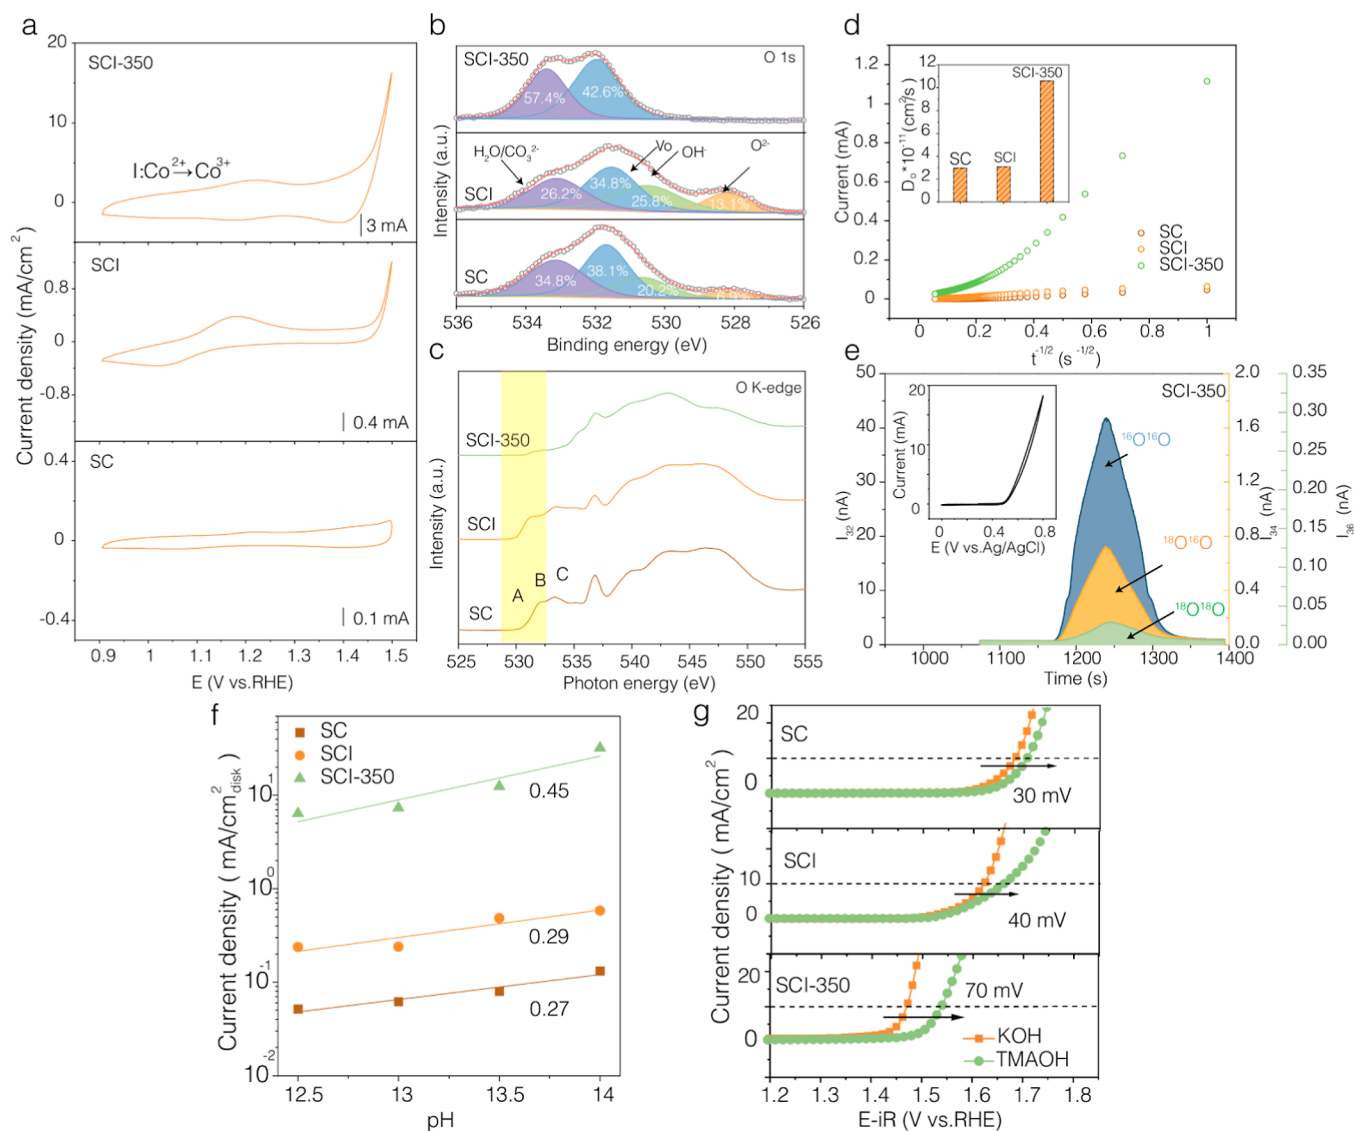 a
SCI-350
I:Co²⁺→Co³⁺
3 mA
SCI
0.4 mA
SC
0.1 mA
20
10
0
0.8
0
-0.8
0.4
0
-0.4
Current density (mA/cm²)
0.9 1 1.1 1.2 1.3 1.4 1.5
E (V vs.RHE)
b
SCI-350
O 1s
57.4%
42.6%
H₂O/CO₃²⁻
Vo
OH⁻
O²⁻
SCI
26.2%
34.8%
25.8%
13.1%
SC
34.8%
38.1%
20.2%
Intensity (a.u.)
536 534 532 530 528 526
Binding energy (eV)
c
O K-edge
SCI-350
SCI
SC
A
B
C
Intensity (a.u.)
525 530 535 540 545 550 555
Photon energy (eV)
d
1.2
1.0
0.8
0.6
0.4
0.2
0
Current (mA)
12
10
8
6
4
2
0
D₀*10⁻¹¹(cm²/s)
SC
SCI
SCI-350
SC
SCI
SCI-350
0 0.2 0.4 0.6 0.8 1
t⁻¹/² (s⁻¹/²)
e
SCI-350
50
40
30
20
10
0
I₃₂ (nA)
20
10
0
Current (mA)
0 0.4 0.8
E (V vs.Ag/AgCl)
¹⁶O¹⁶O
¹⁸O¹⁶O
¹⁸O¹⁸O
2.0
1.6
1.2
0.8
0.4
0.0
I₃₄ (nA)
0.35
0.30
0.25
0.20
0.15
0.10
0.05
0.00
I₃₆ (nA)
1000 1100 1200 1300 1400
Time (s)
f
SC
SCI
SCI-350
0.45
0.29
0.27
10¹
10⁰
10⁻¹
10⁻²
Current density ( mA/cm²disk)
12.5 13 13.5 14
pH
g
SC
30 mV
SCI
40 mV
SCI-350
70 mV
KOH
TMAOH
20
0
10
0
20
10
0
Current density ( mA/cm²)
1.2 1.3 1.4 1.5 1.6 1.7 1.8
E-iR (V vs.RHE)